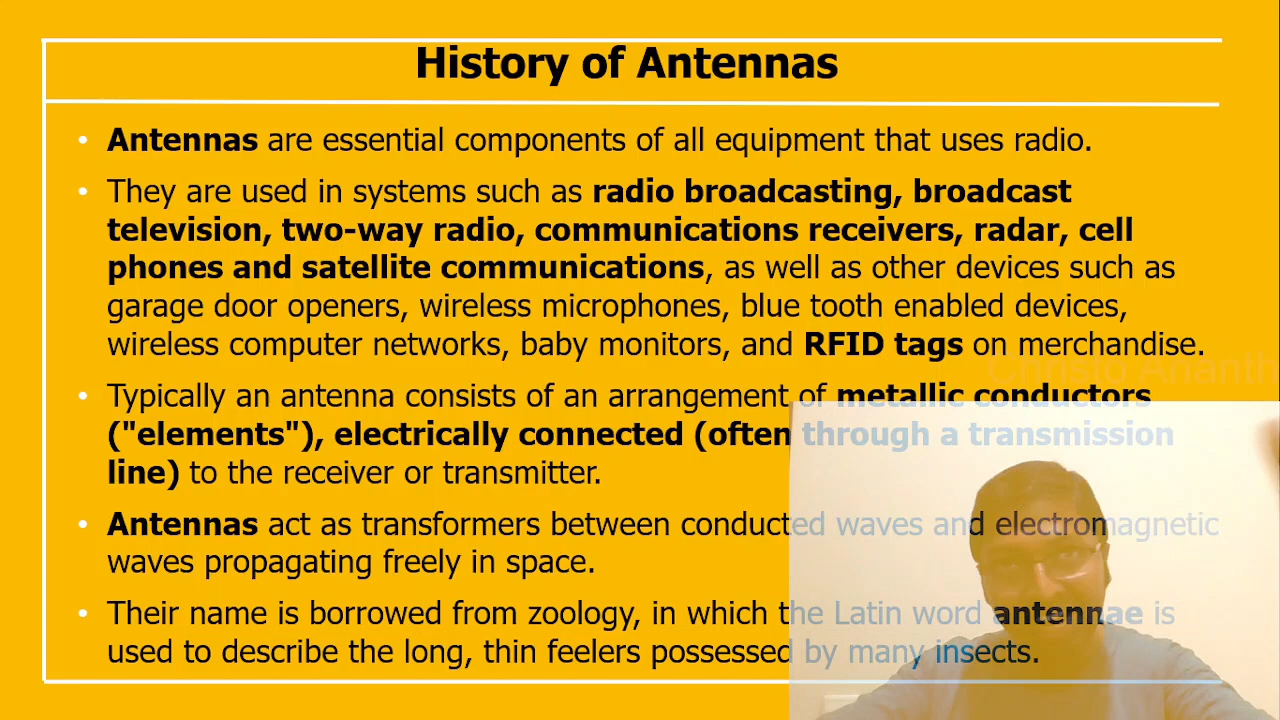 History of Antennas
• Antennas are essential components of all equipment that uses radio.
• They are used in systems such as radio broadcasting, broadcast
television, two-way radio, communications receivers, radar, cell
phones and satellite communications, as well as other devices such as
garage door openers, wireless microphones, blue tooth enabled devices,
wireless computer networks, baby monitors, and RFID tags on merchandise.
Christo Ananth
• Typically an antenna consists of an arrangement of metallic conductors
("elements"), electrically connected (often through a transmission
line) to the receiver or transmitter.
• Antennas act as transformers between conducted waves and electromagnetic
waves propagating freely in space.
• Their name is borrowed from zoology, in which the Latin word antennae is
used to describe the long, thin feelers possessed by many insects.